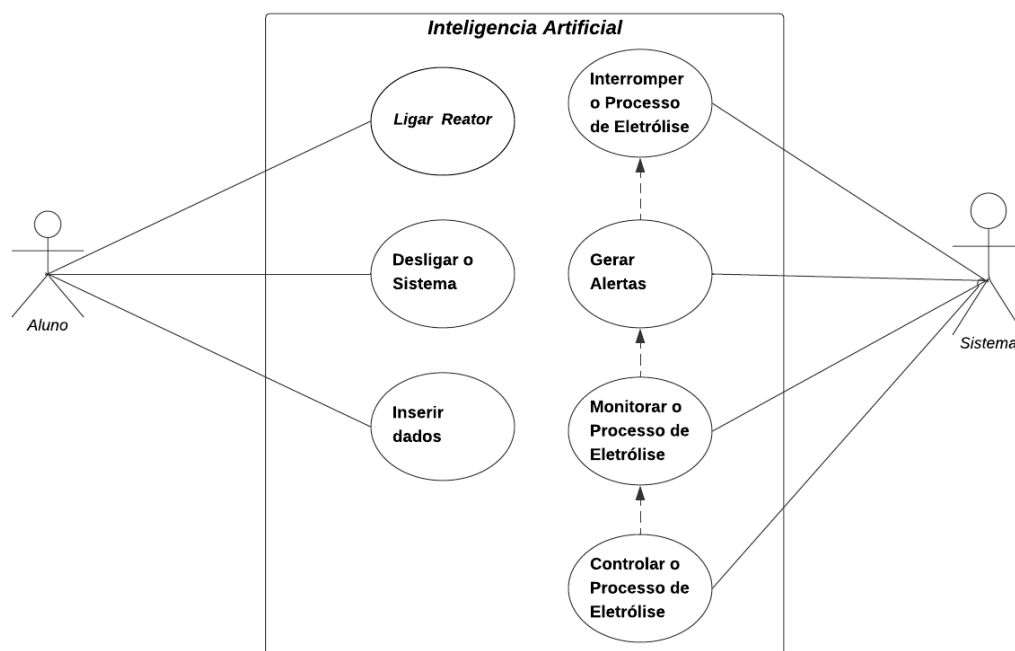 Inteligencia Artificial
Ligar Reator
Interromper
o Processo
de Eletrólise
Desligar o
Sistema
Gerar
Alertas
Aluno
Sistema
Inserir
dados
Monitorar o
Processo de
Eletrólise
Controlar o
Processo de
Eletrólise